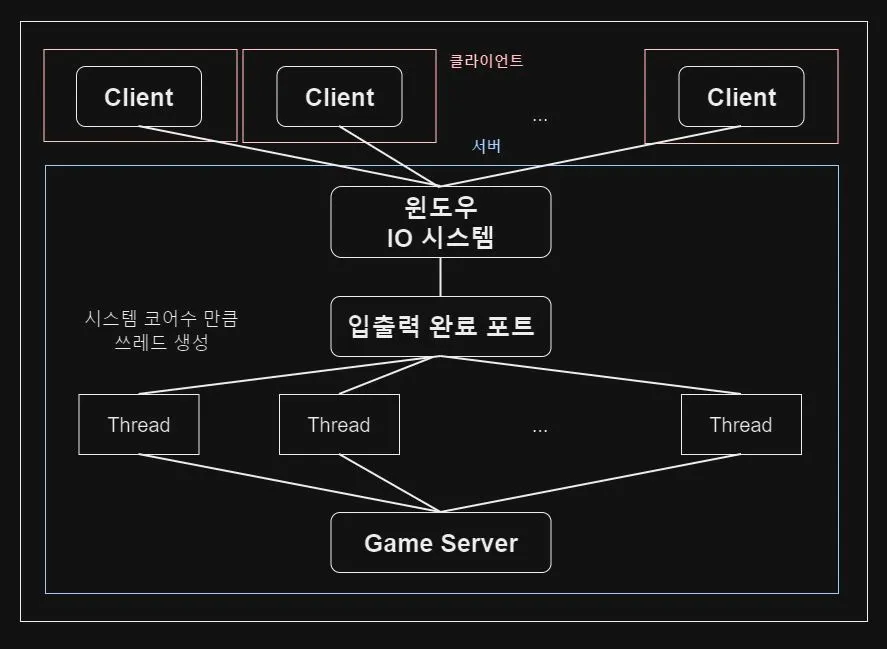 클라이언트
Client
Client
...
Client
서버
윈도우
IO 시스템
입출력 완료 포트
시스템 코어수 만큼
쓰레드 생성
Thread
Thread
...
Thread
Game Server